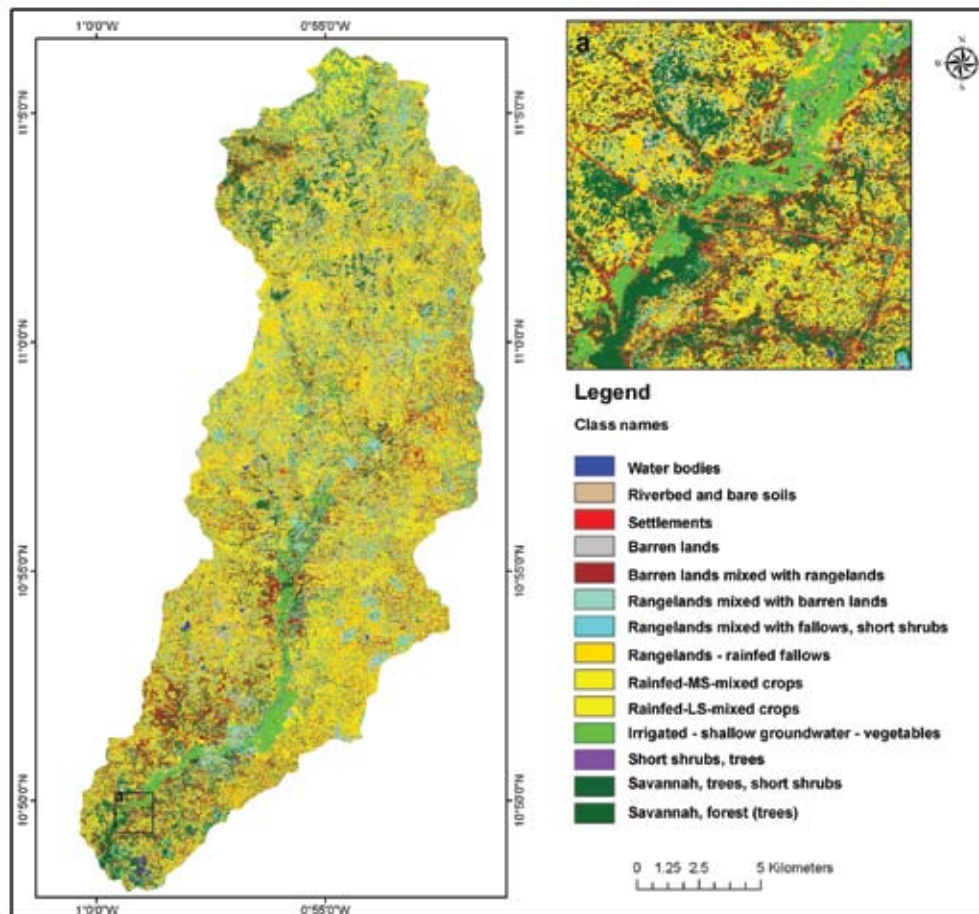 1°0'0"W 0°55'0"W
a
11°5'0"N 11°5'0"N
11°0'0"N 11°0'0"N
10°55'0"N 10°55'0"N
10°50'0"N 10°50'0"N
a
1°0'0"W 0°55'0"W
Legend
Class names
Water bodies
Riverbed and bare soils
Settlements
Barren lands
Barren lands mixed with rangelands
Rangelands mixed with barren lands
Rangelands mixed with fallows, short shrubs
Rangelands - rainfed fallows
Rainfed-MS-mixed crops
Rainfed-LS-mixed crops
Irrigated - shallow groundwater - vegetables
Short shrubs, trees
Savannah, trees, short shrubs
Savannah, forest (trees)
0 1.25 2.5 5 Kilometers